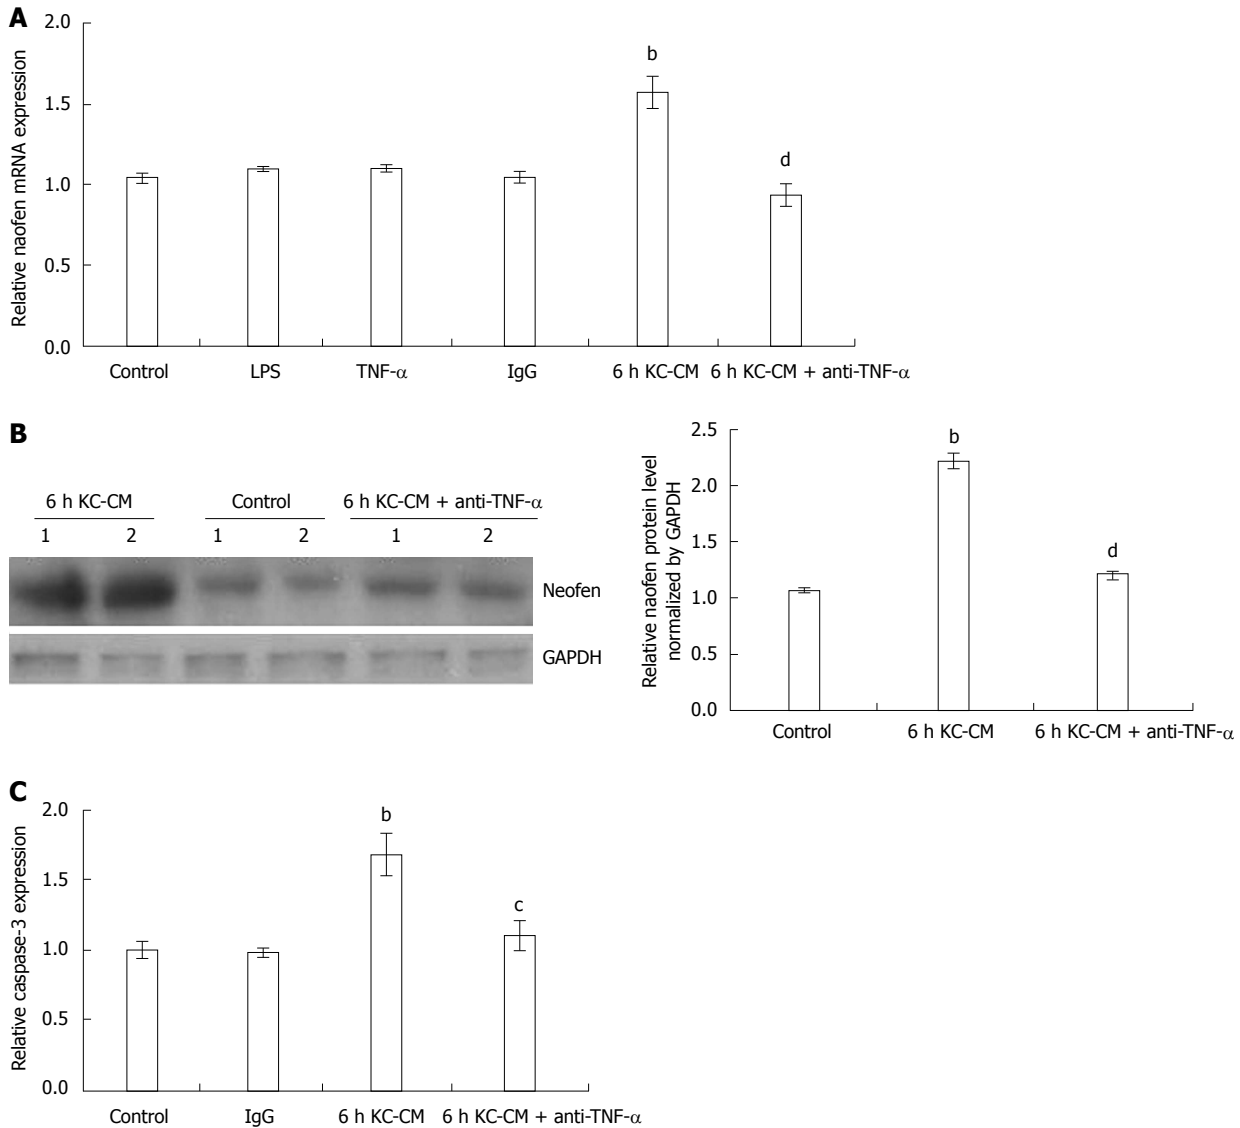 A
Relative naofen mRNA expression
2.0
1.5
1.0
0.5
0.0
b
d
Control LPS TNF-α IgG 6 h KC-CM 6 h KC-CM + anti-TNF-α
B
6 h KC-CM Control 6 h KC-CM + anti-TNF-α
1 2 1 2 1 2
Neofen
GAPDH
Relative naofen protein level
normalized by GAPDH
2.5
2.0
1.5
1.0
0.5
0.0
b
d
Control 6 h KC-CM 6 h KC-CM + anti-TNF-α
C
Relative caspase-3 expression
2.0
1.5
1.0
0.5
0.0
b
c
Control IgG 6 h KC-CM 6 h KC-CM + anti-TNF-α